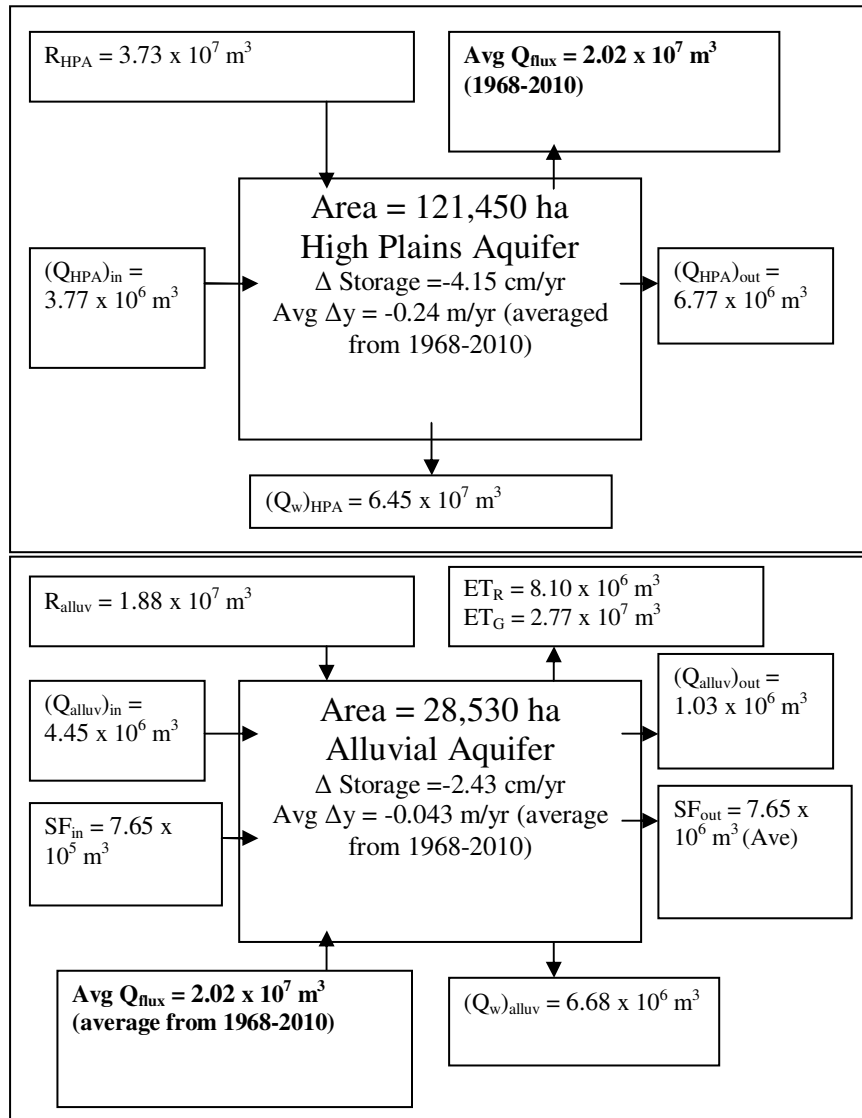 R_HPA = 3.73 x 10^7 m^3
Avg Q_flux = 2.02 x 10^7 m^3
(1968-2010)
Area = 121,450 ha
High Plains Aquifer
Δ Storage =-4.15 cm/yr
Avg Δy = -0.24 m/yr (averaged
from 1968-2010)
(Q_HPA)_in =
3.77 x 10^6 m^3
(Q_HPA)_out =
6.77 x 10^6 m^3
(Q_w)_HPA = 6.45 x 10^7 m^3
R_alluv = 1.88 x 10^7 m^3
ET_R = 8.10 x 10^6 m^3
ET_G = 2.77 x 10^7 m^3
(Q_alluv)_in =
4.45 x 10^6 m^3
Area = 28,530 ha
Alluvial Aquifer
Δ Storage =-2.43 cm/yr
Avg Δy = -0.043 m/yr (average
from 1968-2010)
(Q_alluv)_out =
1.03 x 10^6 m^3
SF_in = 7.65 x
10^5 m^3
SF_out = 7.65 x
10^6 m^3 (Ave)
Avg Q_flux = 2.02 x 10^7 m^3
(average from 1968-2010)
(Q_w)_alluv = 6.68 x 10^6 m^3